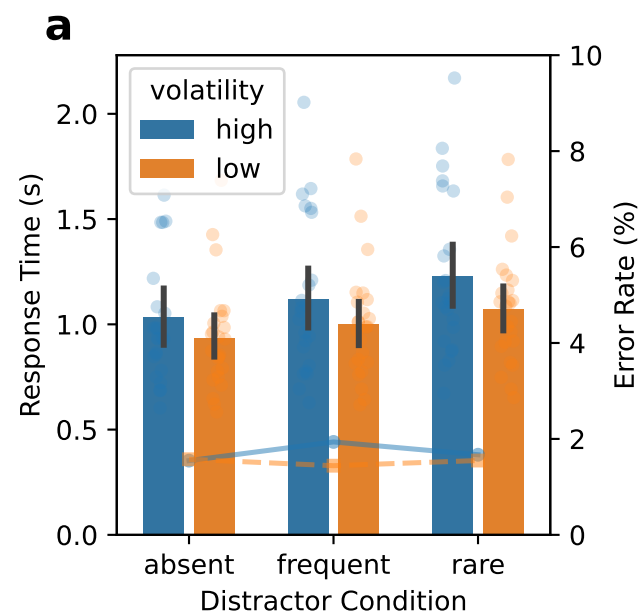 a
volatility
high
low
2.0
1.5
1.0
0.5
0.0
Response Time (s)
10
8
6
4
2
0
Error Rate (%)
absent
frequent
rare
Distractor Condition